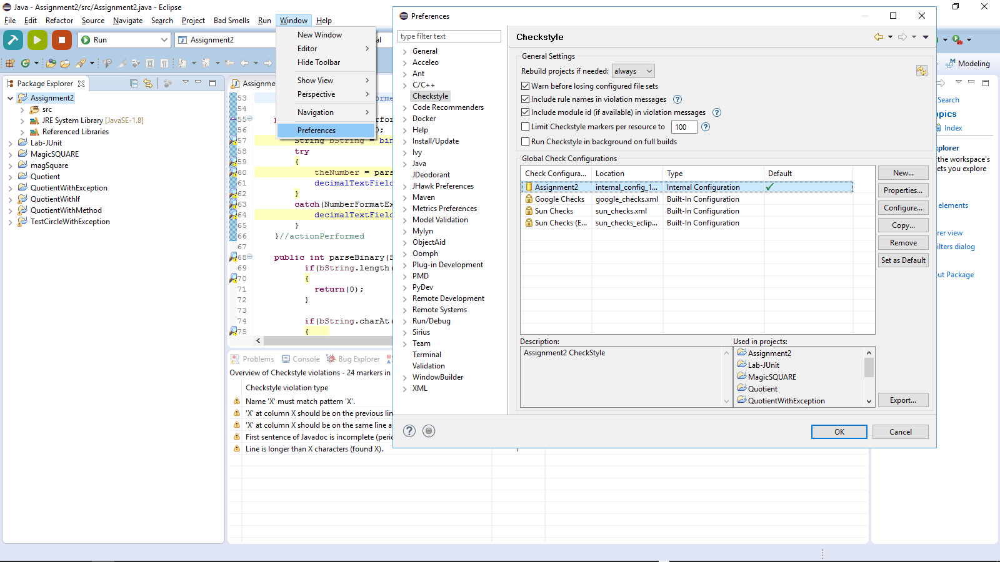 Java - Assignment2/src/Assignment2.java - Eclipse
File Edit Refactor Source Navigate Search Project Bad Smells Run Window Help
Run
Assignment2
Package Explorer
Assignment2
src
JRE System Library [JavaSE-1.8]
Referenced Libraries
Lab-JUnit
MagicSQUARE
magSquare
Quotient
QuotientWithException
QuotientWithIf
QuotientWithMethod
TestCircleWithException
New Window
Editor
Hide Toolbar
Show View
Perspective
Navigation
Preferences
Assignme
53
54
55
56
57 String bString = bin
58 try
59 {
60 theNumber = pars
61 decimalTextField
62 }
63 catch(NumberFormatEx
64 decimalTextField
65 }
66 }//actionPerformed
67
68 public int parseBinary(S
69 if(bString.length(
70 {
71 return(0);
72 }
73
74 if(bString.charAt(
75 {
Problems Console Bug Explorer
Overview of Checkstyle violations - 24 markers in
Checkstyle violation type
Name 'X' must match pattern 'X'.
'X' at column X should be on the previous lin
'X' at column X should be on the same line a
First sentence of Javadoc is incomplete (perio
Line is longer than X characters (found X).
Preferences
type filter text
General
Acceleo
Ant
C/C++
Checkstyle
Code Recommenders
Docker
Help
Install/Update
Ivy
Java
JDeodorant
JHawk Preferences
Maven
Metrics Preferences
Model Validation
Mylyn
ObjectAid
Oomph
Plug-in Development
PMD
PyDev
Remote Development
Remote Systems
Run/Debug
Sirius
Team
Terminal
Validation
WindowBuilder
XML
Checkstyle
General Settings
Rebuild projects if needed: always
Warn before losing configured file sets
Include rule names in violation messages
Include module id (if available) in violation messages
Limit Checkstyle markers per resource to 100
Run Checkstyle in background on full builds
Global Check Configurations
Check Configura... Location Type Default
Assignment2 internal_config_1... Internal Configuration
Google Checks google_checks.xml Built-In Configuration
Sun Checks sun_checks.xml Built-In Configuration
Sun Checks (E... sun_checks_eclip... Built-In Configuration
New...
Properties...
Configure...
Copy...
Remove
Set as Default
Description:
Assignment2 CheckStyle
Used in projects:
Assignment2
Lab-JUnit
MagicSQUARE
Quotient
QuotientWithException
Export...
OK Cancel
Modeling
Search
opics
Index
xplorer
the workspace's
ets you explore
elements
rer view
ilters dialog
ut Package